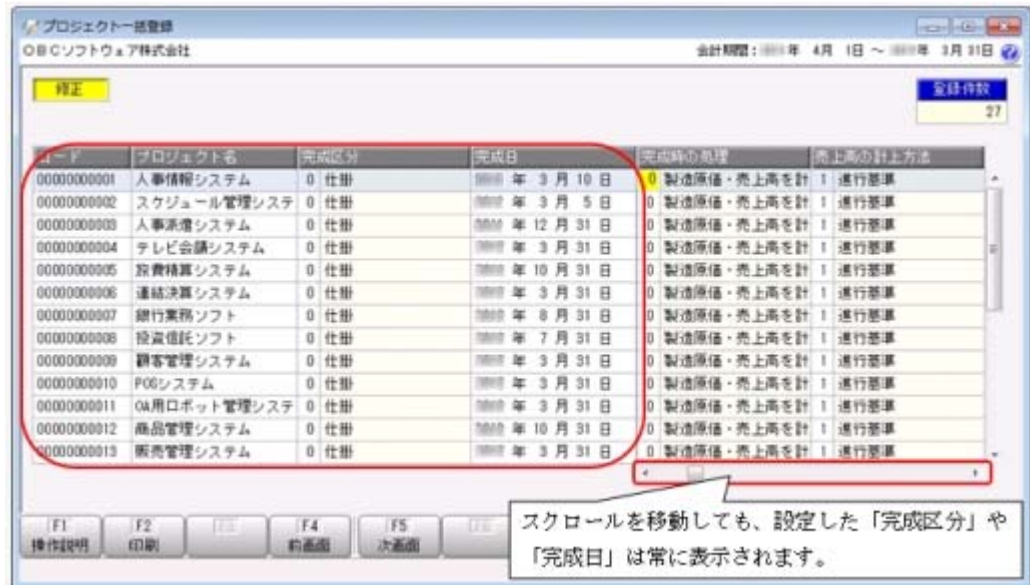 プロジェクト一括登録
OBCソフトウェア株式会社 会計期間： 年 4月 1日 ～ 年 3月 31日
修正 登録件数
27
コード プロジェクト名 完成区分 完成日 完成時の処理 売上高の計上方法
00000000001 人事情報システム 0 仕掛 年 3 月 10 日 0 製造原価・売上高を計 1 進行基準
00000000002 スケジュール管理システ 0 仕掛 年 3 月 5 日 0 製造原価・売上高を計 1 進行基準
00000000003 人事派遣システム 0 仕掛 年 12 月 31 日 0 製造原価・売上高を計 1 進行基準
00000000004 テレビ会議システム 0 仕掛 年 3 月 31 日 0 製造原価・売上高を計 1 進行基準
00000000005 旅費精算システム 0 仕掛 年 10 月 31 日 0 製造原価・売上高を計 1 進行基準
00000000006 連結決算システム 0 仕掛 年 3 月 31 日 0 製造原価・売上高を計 1 進行基準
00000000007 銀行業務ソフト 0 仕掛 年 8 月 31 日 0 製造原価・売上高を計 1 進行基準
00000000008 投資信託ソフト 0 仕掛 年 7 月 31 日 0 製造原価・売上高を計 1 進行基準
00000000009 顧客管理システム 0 仕掛 年 3 月 31 日 0 製造原価・売上高を計 1 進行基準
00000000010 POSシステム 0 仕掛 年 3 月 31 日 0 製造原価・売上高を計 1 進行基準
00000000011 OA用ロボット管理システ 0 仕掛 年 3 月 31 日 0 製造原価・売上高を計 1 進行基準
00000000012 商品管理システム 0 仕掛 年 10 月 31 日 0 製造原価・売上高を計 1 進行基準
00000000013 販売管理システム 0 仕掛 年 3 月 31 日 0 製造原価・売上高を計 1 進行基準
スクロールを移動しても、設定した「完成区分」や
「完成日」は常に表示されます。
F1 F2 F4 F5
操作説明 印刷 前画面 次画面